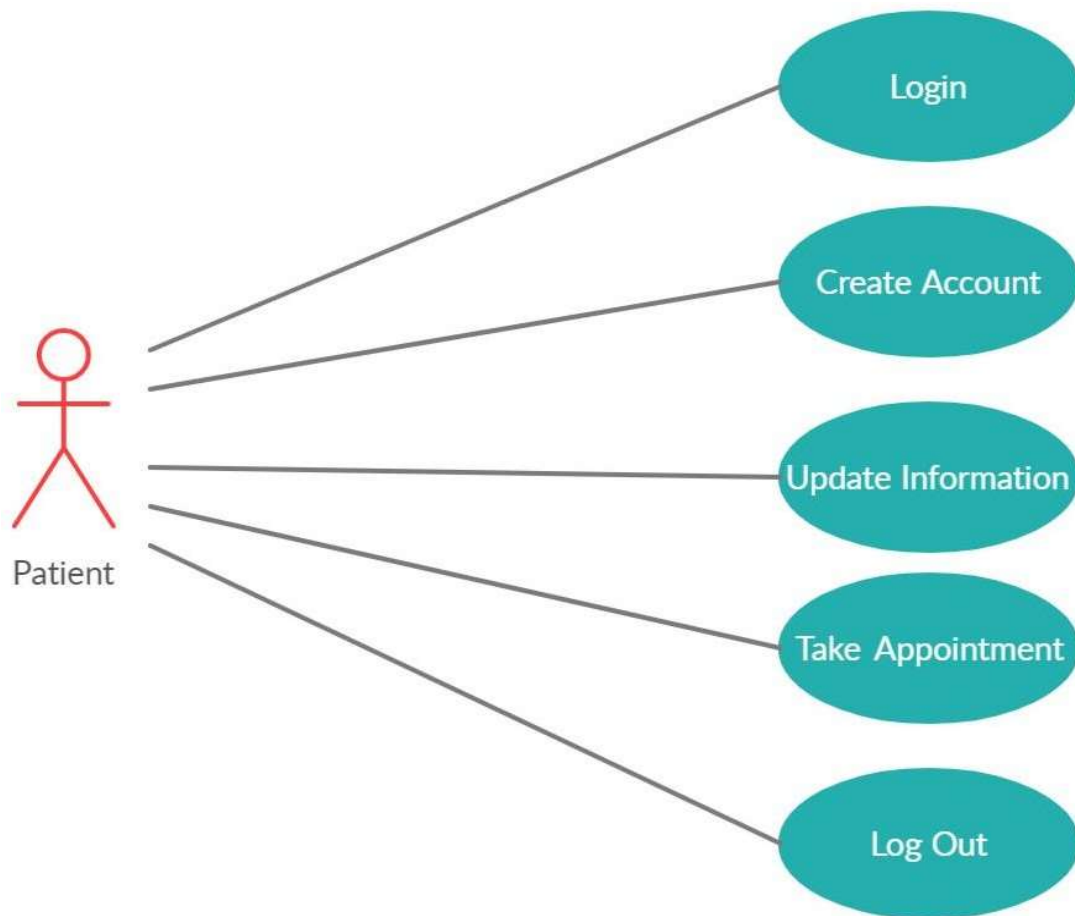 Login
Create Account
Update Information
Patient
Take Appointment
Log Out